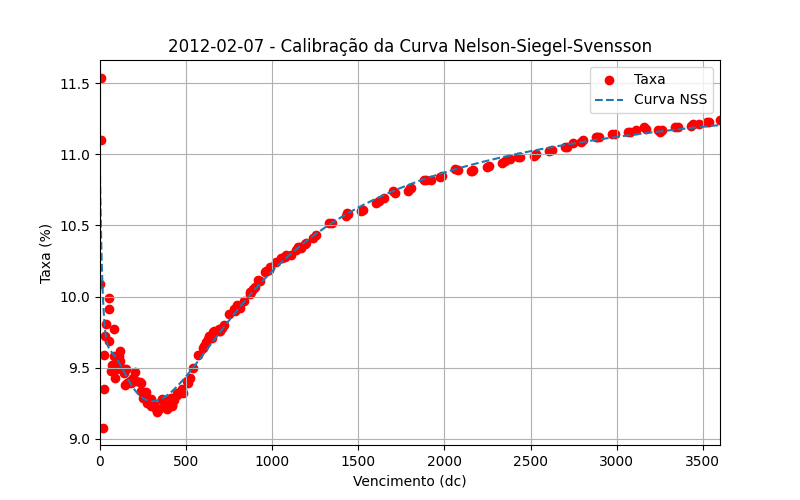 2012-02-07 - Calibração da Curva Nelson-Siegel-Svensson
Taxa
Curva NSS
Taxa (%)
11.5
11.0
10.5
10.0
9.5
9.0
0 500 1000 1500 2000 2500 3000 3500
Vencimento (dc)